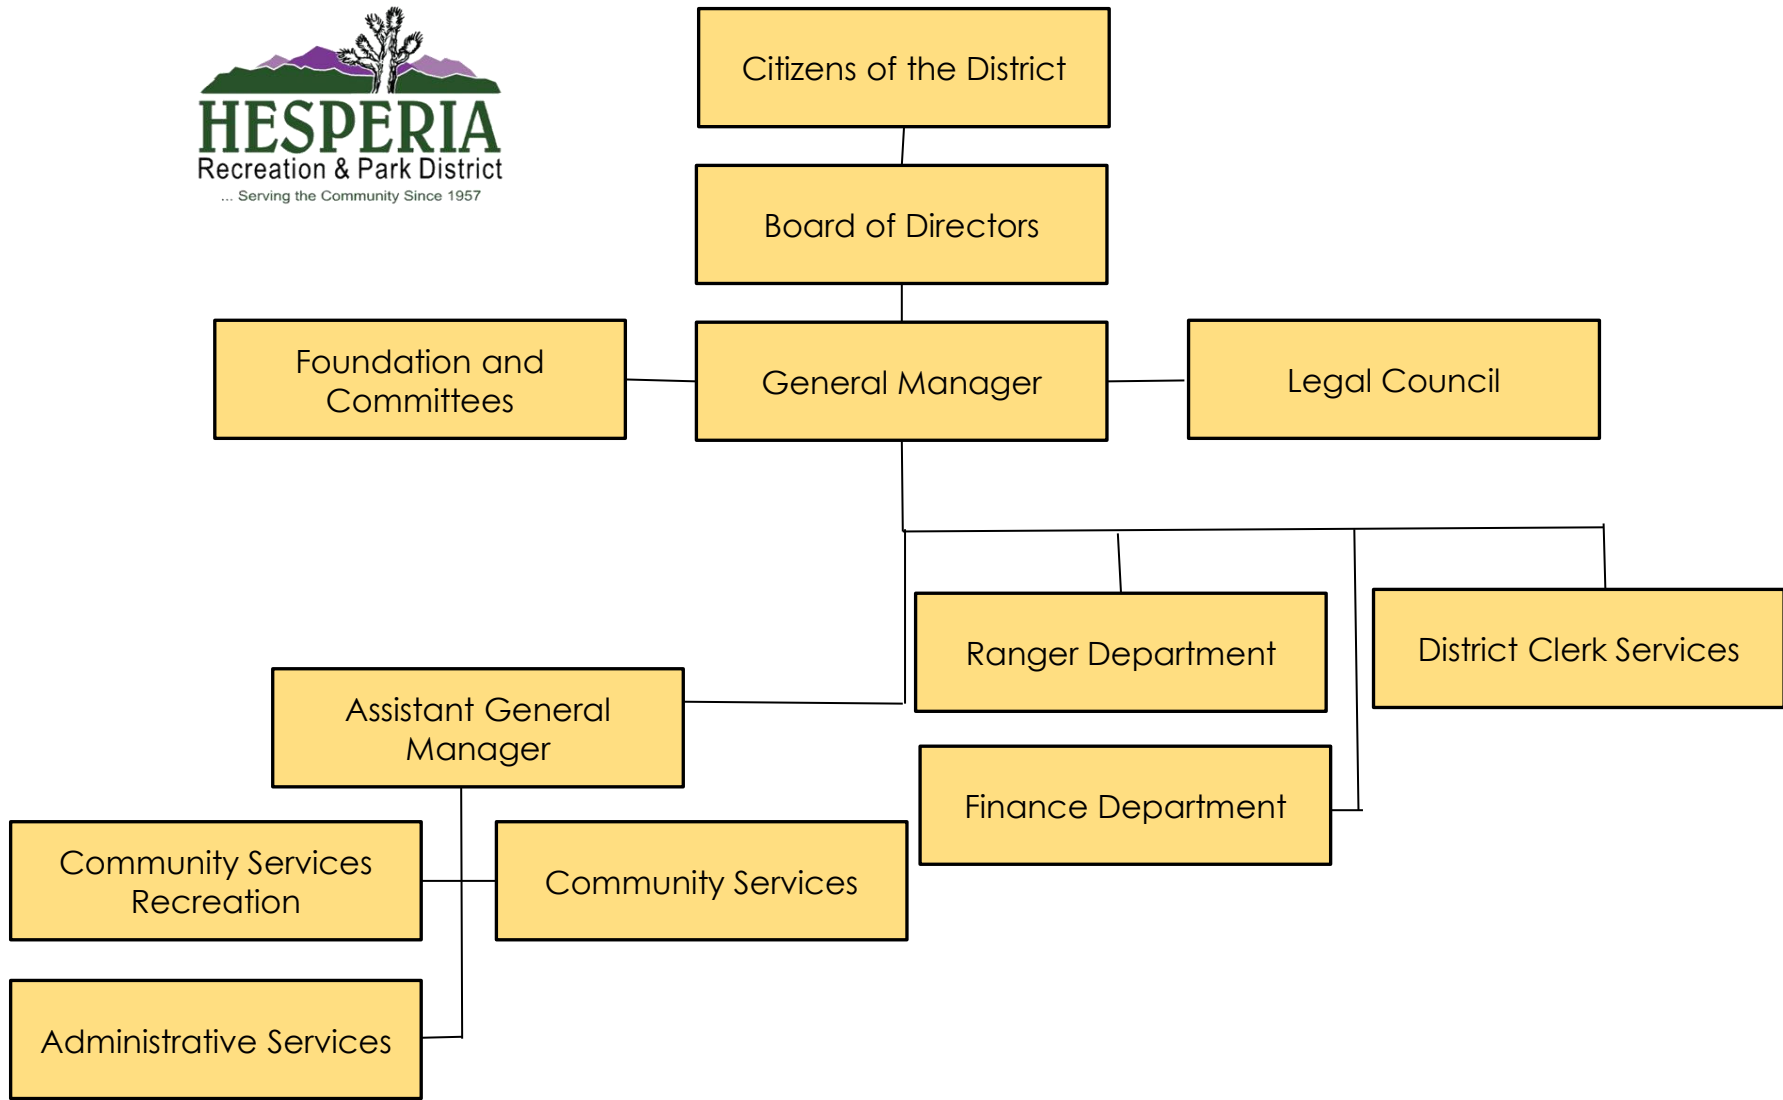 HESPERIA
Recreation & Park District
... Serving the Community Since 1957
Citizens of the District
Board of Directors
Foundation and
Committees
General Manager
Legal Council
Ranger Department
District Clerk Services
Assistant General
Manager
Finance Department
Community Services
Recreation
Community Services
Administrative Services